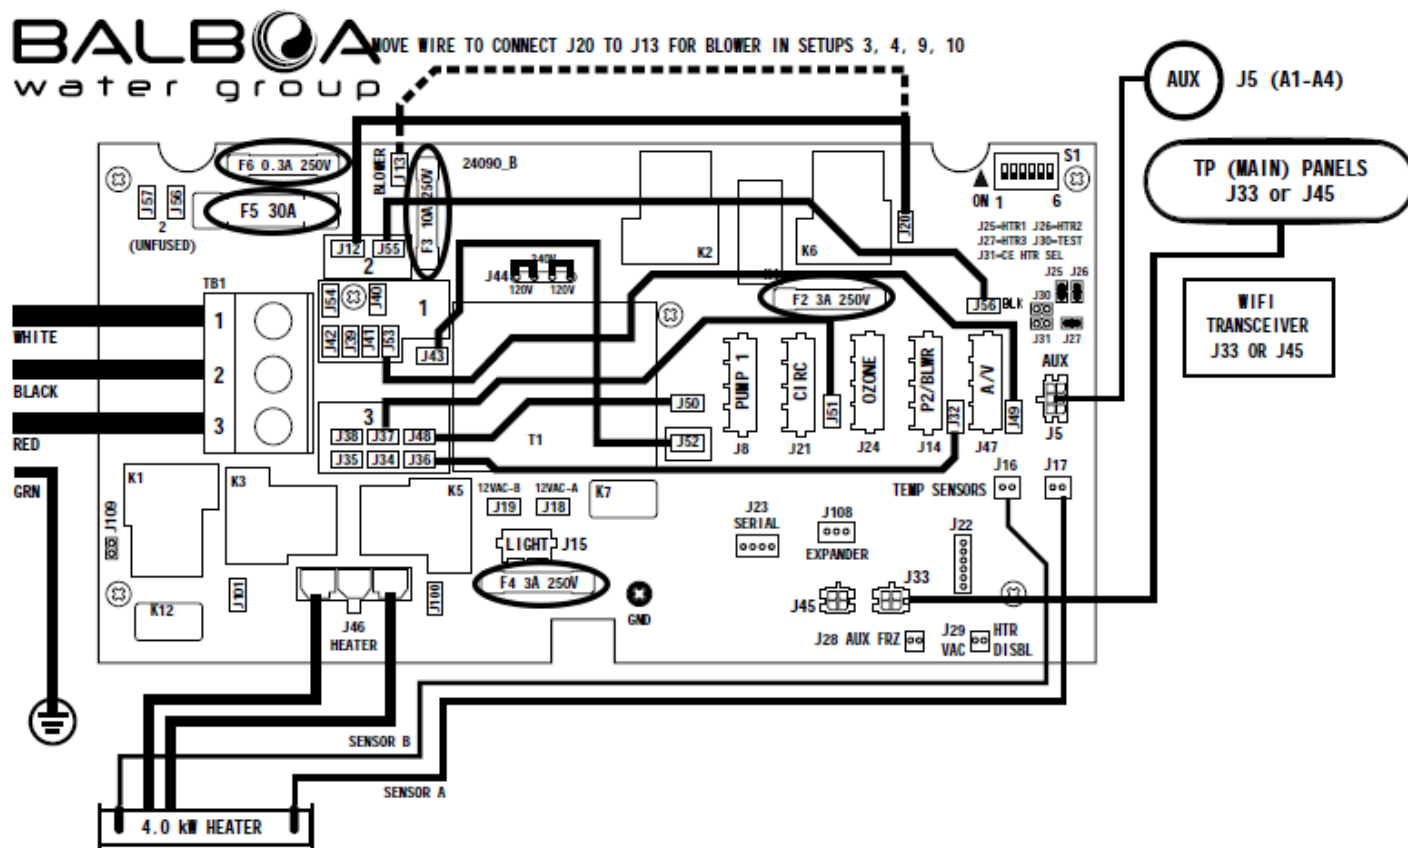 BALBOA
water group
MOVE WIRE TO CONNECT J20 TO J13 FOR BLOWER IN SETUPS 3, 4, 9, 10
AUX
J5 (A1-A4)
TP (MAIN) PANELS
J33 or J45
WIFI
TRANSCEIVER
J33 OR J45
F6 0.3A 250V
BLOWER
J13
F3 10A 250V
24090_B
S1
ON 1
6
J57
J56
F5 30A
2
(UNFUSED)
J12
J55
2
K2
K6
J20
J25=HTR1 J26=HTR2
J27=HTR3 J30=TEST
J31=CE HTR SEL
J25
J26
TB1
J54
J40
1
J44
240V
120V
120V
F2 3A 250V
J56
BLK
J30
J31
J27
1
WHITE
2
BLACK
3
RED
GRN
J42
J39
J41
J53
J43
PUMP 1
J8
CIRC
J21
J51
OZONE
J24
P2/BLWR
J14
J32
A/V
J47
J49
AUX
J5
3
J38
J37
J48
J35
J34
J36
T1
J50
J52
K1
K3
K5
12VAC-B
J19
12VAC-A
J18
K7
TEMP SENSORS
J16
J17
J109
LIGHT
J15
F4 3A 250V
J23
SERIAL
J108
EXPANDER
J22
K12
J101
J46
HEATER
J100
GND
J45
J33
J28 AUX FRZ
J29
VAC
HTR
DISBL
SENSOR B
SENSOR A
4.0 kW HEATER